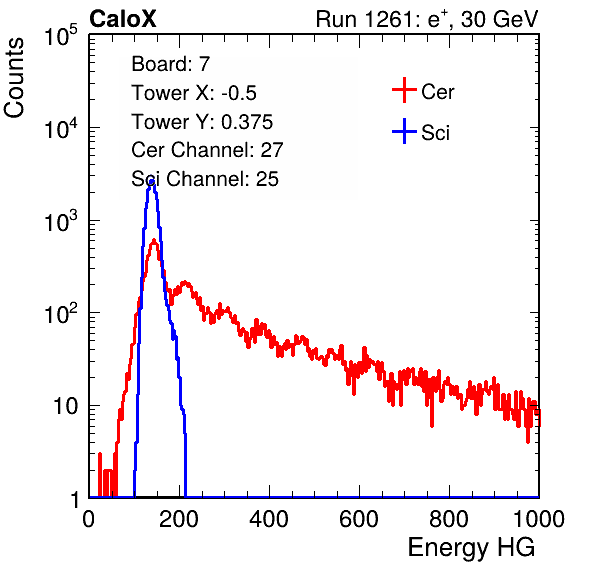 CaloX Run 1261: e⁺, 30 GeV
Counts
Board: 7
Tower X: -0.5
Tower Y: 0.375
Cer Channel: 27
Sci Channel: 25
Cer
Sci
10⁵
10⁴
10³
10²
10
1
0 200 400 600 800 1000
Energy HG